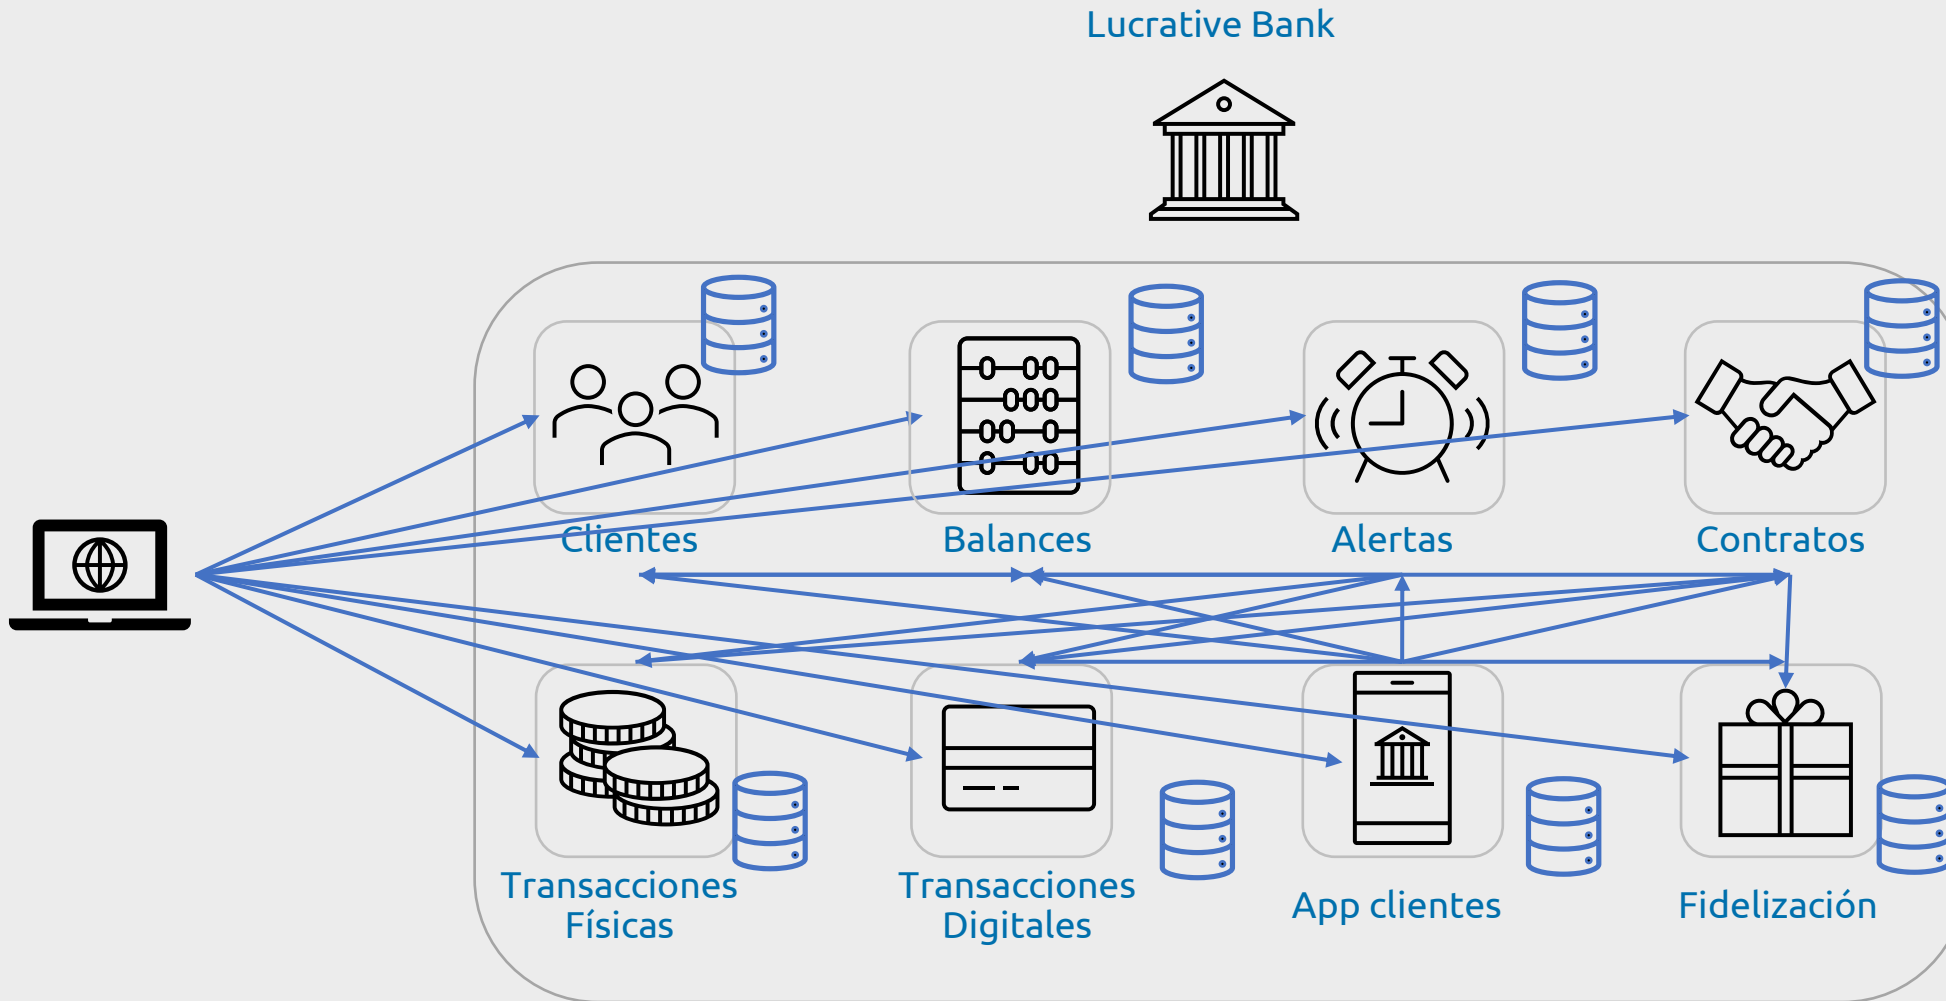 Lucrative Bank
Clientes
Balances
Alertas
Contratos
Transacciones
Físicas
Transacciones
Digitales
App clientes
Fidelización